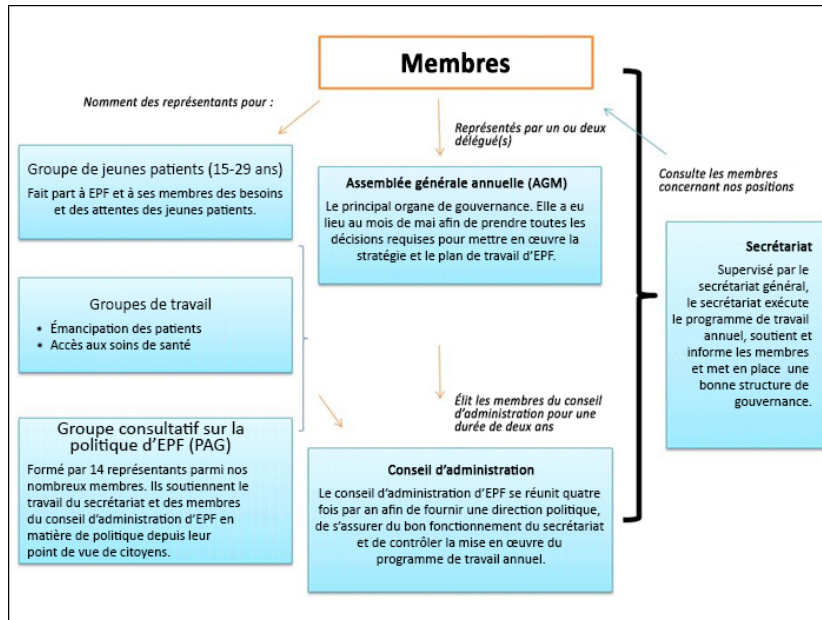 Membres
Nomment des représentants pour :
Représentés par un ou deux
délégué(s)
Consulte les membres
concernant nos positions
Groupe de jeunes patients (15-29 ans)
Fait part à EPF et à ses membres des besoins
et des attentes des jeunes patients.
Assemblée générale annuelle (AGM)
Le principal organe de gouvernance. Elle a eu
lieu au mois de mai afin de prendre toutes les
décisions requises pour mettre en œuvre la
stratégie et le plan de travail d’EPF.
Secrétariat
Supervisé par le
secrétariat général,
le secrétariat exécute
le programme de travail
annuel, soutient et
informe les membres
et met en place une
bonne structure de
gouvernance.
Groupes de travail
• Émancipation des patients
• Accès aux soins de santé
Élit les membres du conseil
d’administration pour une
durée de deux ans
Groupe consultatif sur la
politique d’EPF (PAG)
Formé par 14 représentants parmi nos
nombreux membres. Ils soutiennent le
travail du secrétariat et des membres
du conseil d’administration d’EPF en
matière de politique depuis leur
point de vue de citoyens.
Conseil d’administration
Le conseil d’administration d’EPF se réunit quatre
fois par an afin de fournir une direction politique,
de s’assurer du bon fonctionnement du secrétariat
et de contrôler la mise en œuvre du
programme de travail annuel.